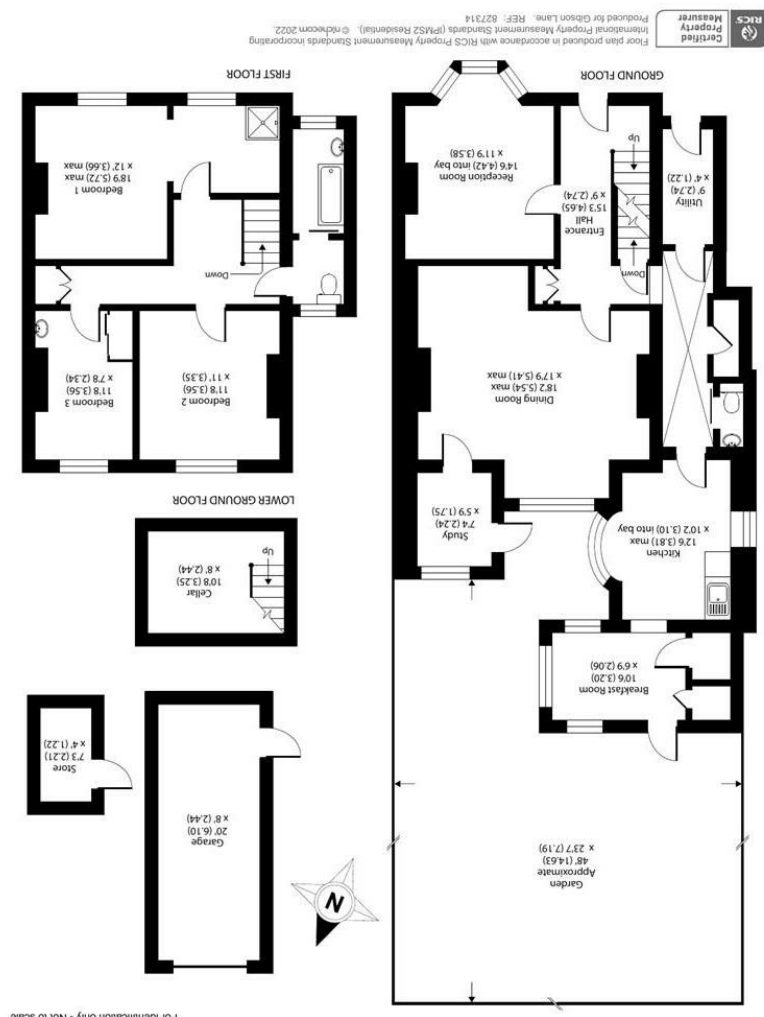 For identification only - Not to scale
Garden
Approximate
48' (14.63)
x 23'7 (7.19)
N
Garage
20' (6.10)
x 8' (2.44)
Store
7'3 (2.21)
x 4' (1.22)
Breakfast Room
10'6 (3.20)
x 6'9 (2.06)
Cellar
10'8 (3.25)
x 8' (2.44)
Up
LOWER GROUND FLOOR
Kitchen
12'6 (3.81) max
x 10'2 (3.10) into bay
Study
7'4 (2.24)
x 5'9 (1.75)
Dining Room
18'2 (5.54) max
x 17'9 (5.41) max
Bedroom 2
11'8 (3.56)
x 11' (3.35)
Bedroom 3
11'8 (3.56)
x 7'8 (2.34)
Down
Down
Utility
9' (2.74)
x 4' (1.22)
Entrance
Hall
15'3 (4.65)
x 9' (2.74)
Up
Reception Room
14'6 (4.42) into bay
x 11'9 (3.58)
Bedroom 1
18'9 (5.72) max
x 12' (3.66) max
GROUND FLOOR
FIRST FLOOR
RICS
Certified
Property
Measurer
Floor plan produced in accordance with RICS Property Measurement Standards incorporating
International Property Measurement Standards (IPMS2 Residential). © nichecom 2022.
Produced for Gibson Lane. REF: 827314